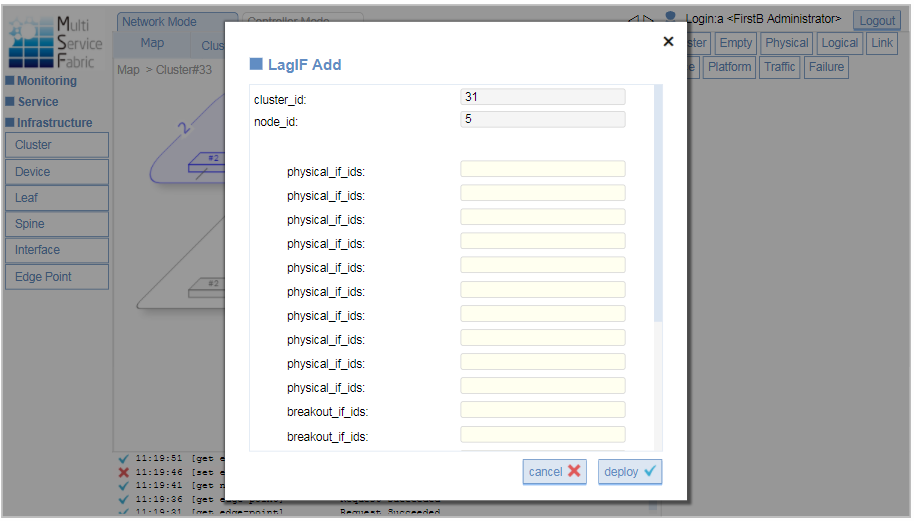 Multi
Service
Fabric
Network Mode
Controller Mode
Login:a <FirstB Administrator>
Logout
Map
Clus
ster
Empty
Physical
Logical
Link
Platform
Traffic
Failure
Map > Cluster#33
Monitoring
Service
Infrastructure
Cluster
Device
Leaf
Spine
Interface
Edge Point
2
#2
#2
LagIF Add
cluster_id: 31
node_id: 5
physical_if_ids:
physical_if_ids:
physical_if_ids:
physical_if_ids:
physical_if_ids:
physical_if_ids:
physical_if_ids:
physical_if_ids:
physical_if_ids:
physical_if_ids:
breakout_if_ids:
breakout_if_ids:
cancel
deploy
11:19:51 [get e
11:19:46 [set e
11:19:41 [get n
11:19:36 [get edge-point] Request Succeeded
11:19:31 [get edge-point] Request Succeeded